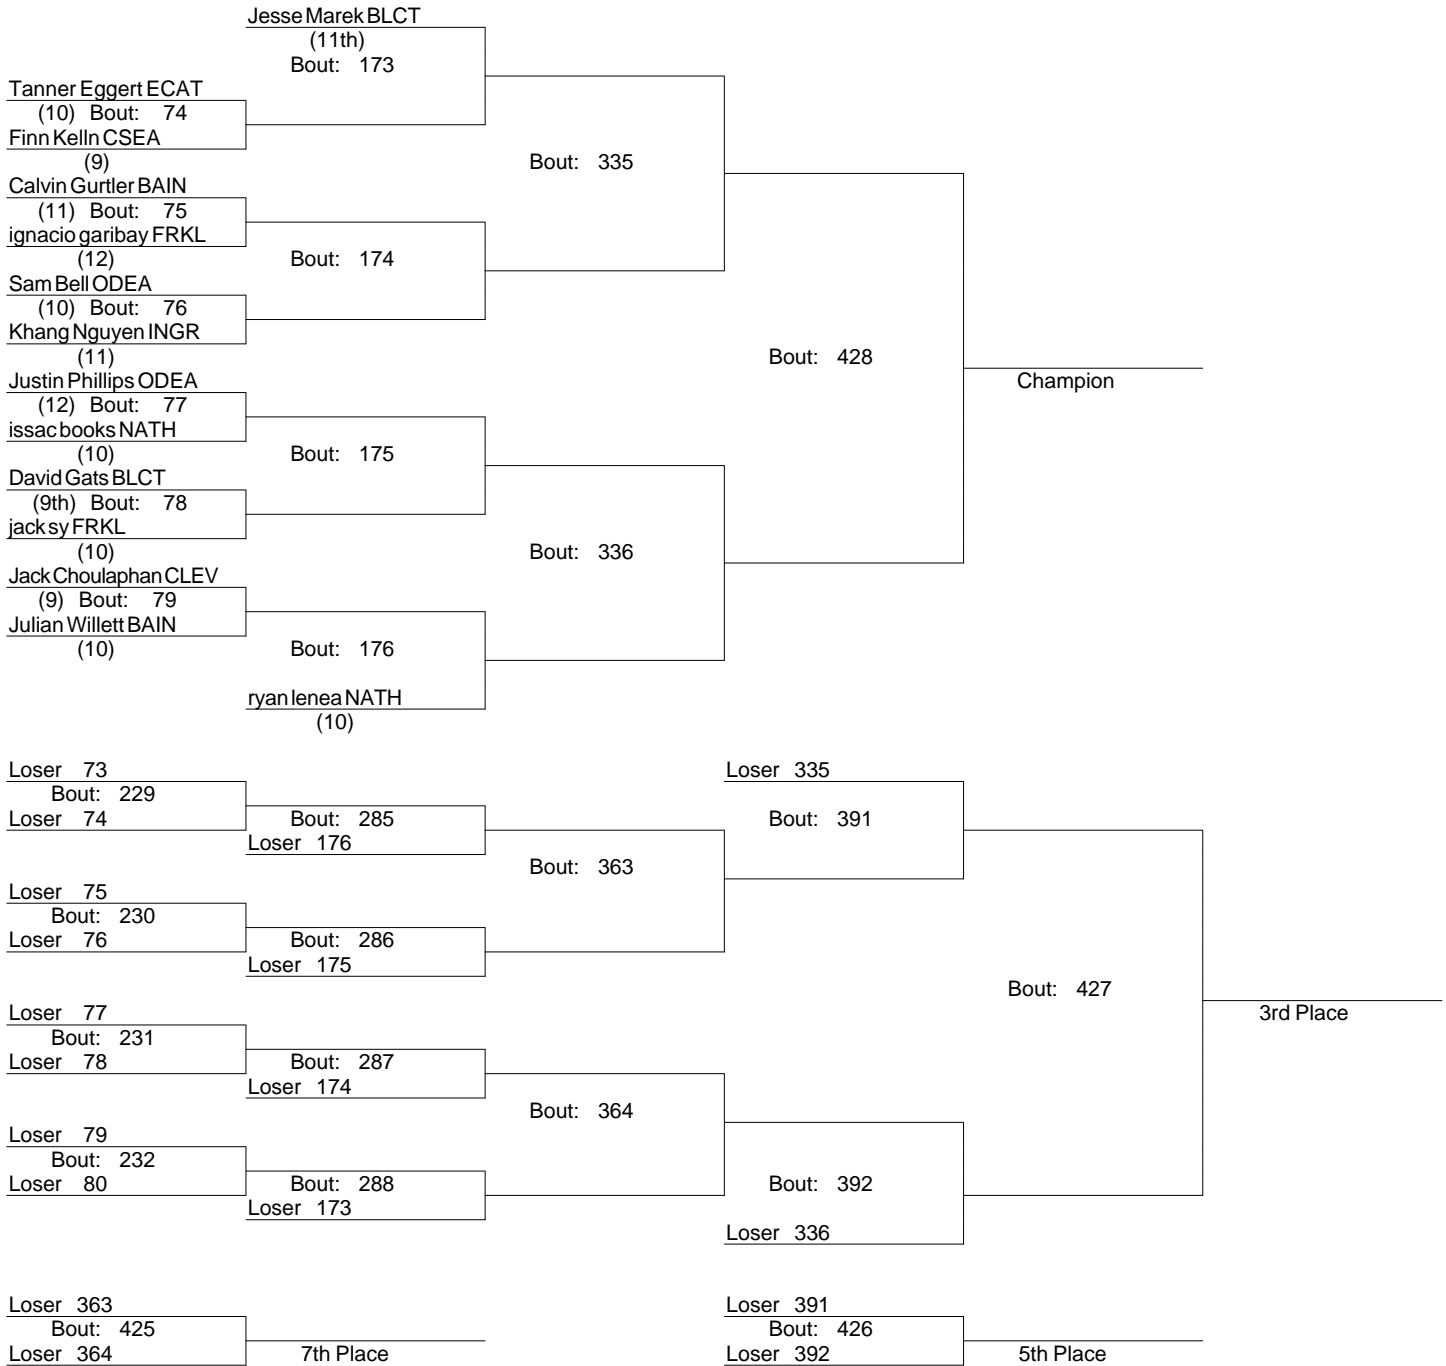 Jesse Marek BLCT
(11th)
Bout: 173
Tanner Eggert ECAT
(10) Bout: 74
Finn Kelln CSEA
(9)
Bout: 335
Calvin Gurtler BAIN
(11) Bout: 75
ignacio garibay FRKL
(12)
Bout: 174
Sam Bell ODEA
(10) Bout: 76
Khang Nguyen INGR
(11)
Bout: 428
Justin Phillips ODEA
Champion
(12) Bout: 77
issac books NATH
(10)
Bout: 175
David Gats BLCT
(9th) Bout: 78
jack sy FRKL
(10)
Bout: 336
Jack Choulaphan CLEV
(9) Bout: 79
Julian Willett BAIN
(10)
Bout: 176
ryan lenea NATH
(10)
Loser 73
Loser 335
Bout: 229
Loser 74
Bout: 285
Bout: 391
Loser 176
Bout: 363
Loser 75
Bout: 230
Loser 76
Bout: 286
Loser 175
Bout: 427
Loser 77
3rd Place
Bout: 231
Loser 78
Bout: 287
Loser 174
Bout: 364
Loser 79
Bout: 232
Loser 80
Bout: 288
Bout: 392
Loser 173
Loser 336
Loser 363
Loser 391
Bout: 425
Bout: 426
Loser 364
7th Place
Loser 392
5th Place